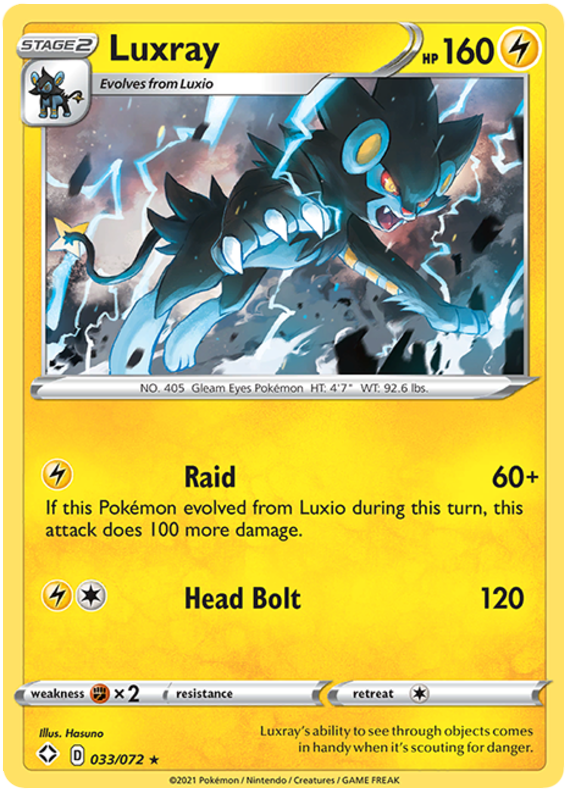 STAGE 2
Luxray
HP 160
Evolves from Luxio
NO. 405 Gleam Eyes Pokémon HT: 4'7" WT: 92.6 lbs.
Raid 60+
If this Pokémon evolved from Luxio during this turn, this
attack does 100 more damage.
Head Bolt 120
weakness ×2 resistance retreat
Illus. Hasuno
Luxray's ability to see through objects comes
in handy when it's scouting for danger.
D 033/072 ★
©2021 Pokémon / Nintendo / Creatures / GAME FREAK